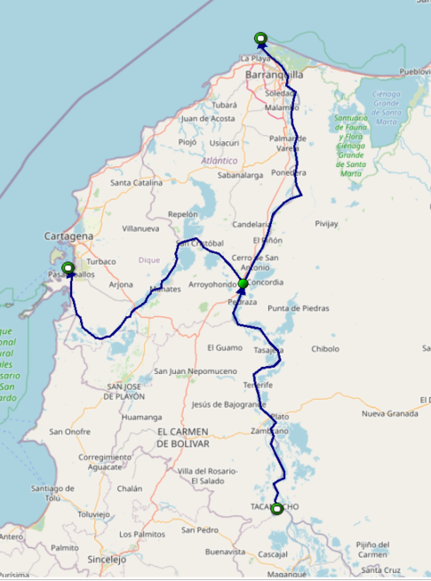 La Playa
Barranquilla
Soledad
Malambo
Tubará
Juan de Acosta
Ciénaga
Grande de
Santa
Marta
Puebloviejo
Santuario
de Fauna
y Flora
Ciénaga
Grande de
Santa Marta
Piojó
Usiacurí
Palmar de
Varela
Atlántico
Santa Catalina
Sabanalarga
Ponedera
Repelón
Candelaria
Pivijay
Cartagena
Villanueva
San Cristóbal
El Piñón
Turbaco
Dique
Cerro de San
Antonio
Pasacaballos
Arjona
Mahates
Arroyohondo
Concordia
Pedraza
Punta de Piedras
El Guamo
Tasajera
Chibolo
San Juan Nepomuceno
Tenerife
SAN JOSE
DE PLAYÓN
Jesús de Bajogrande
Nueva Granada
Huamanga
Plato
San Onofre
EL CARMEN
DE BOLIVAR
Zambrano
Corregimiento
Aguacate
Villa del Rosario-
El Salado
Santiago de
Tolú
Chalán
Toluviejo
San Pedro
Antero
Palmito
Los Palmitos
Sincelejo
Buenavista
Cascajal
Piñijo del
Carmen
Santa Cruz
Magangué
Purísima